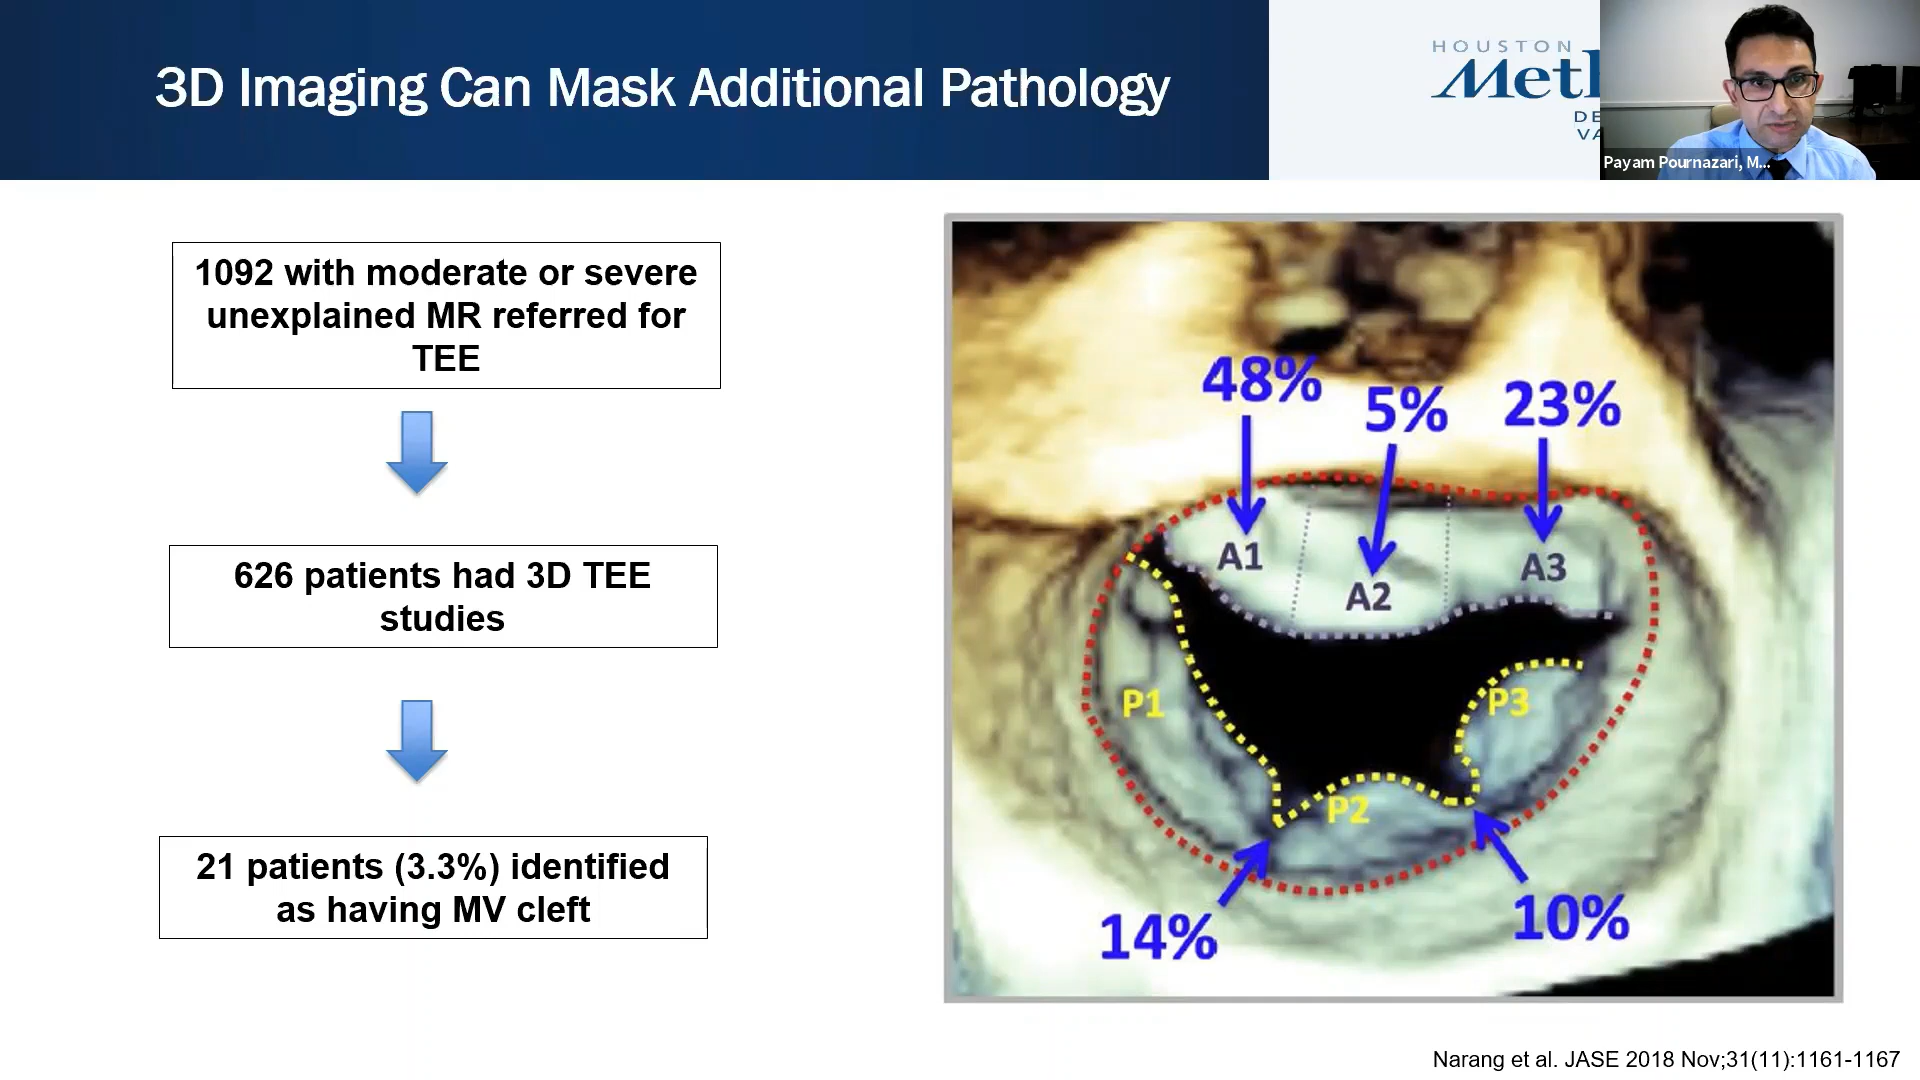 3D Imaging Can Mask Additional Pathology
HOUSTON
Met
DE
VA
Payam Pournazari, M...
1092 with moderate or severe
unexplained MR referred for
TEE
626 patients had 3D TEE
studies
21 patients (3.3%) identified
as having MV cleft
48%
5%
23%
A1
A2
A3
P1
P2
P3
14%
10%
Narang et al. JASE 2018 Nov;31(11):1161-1167